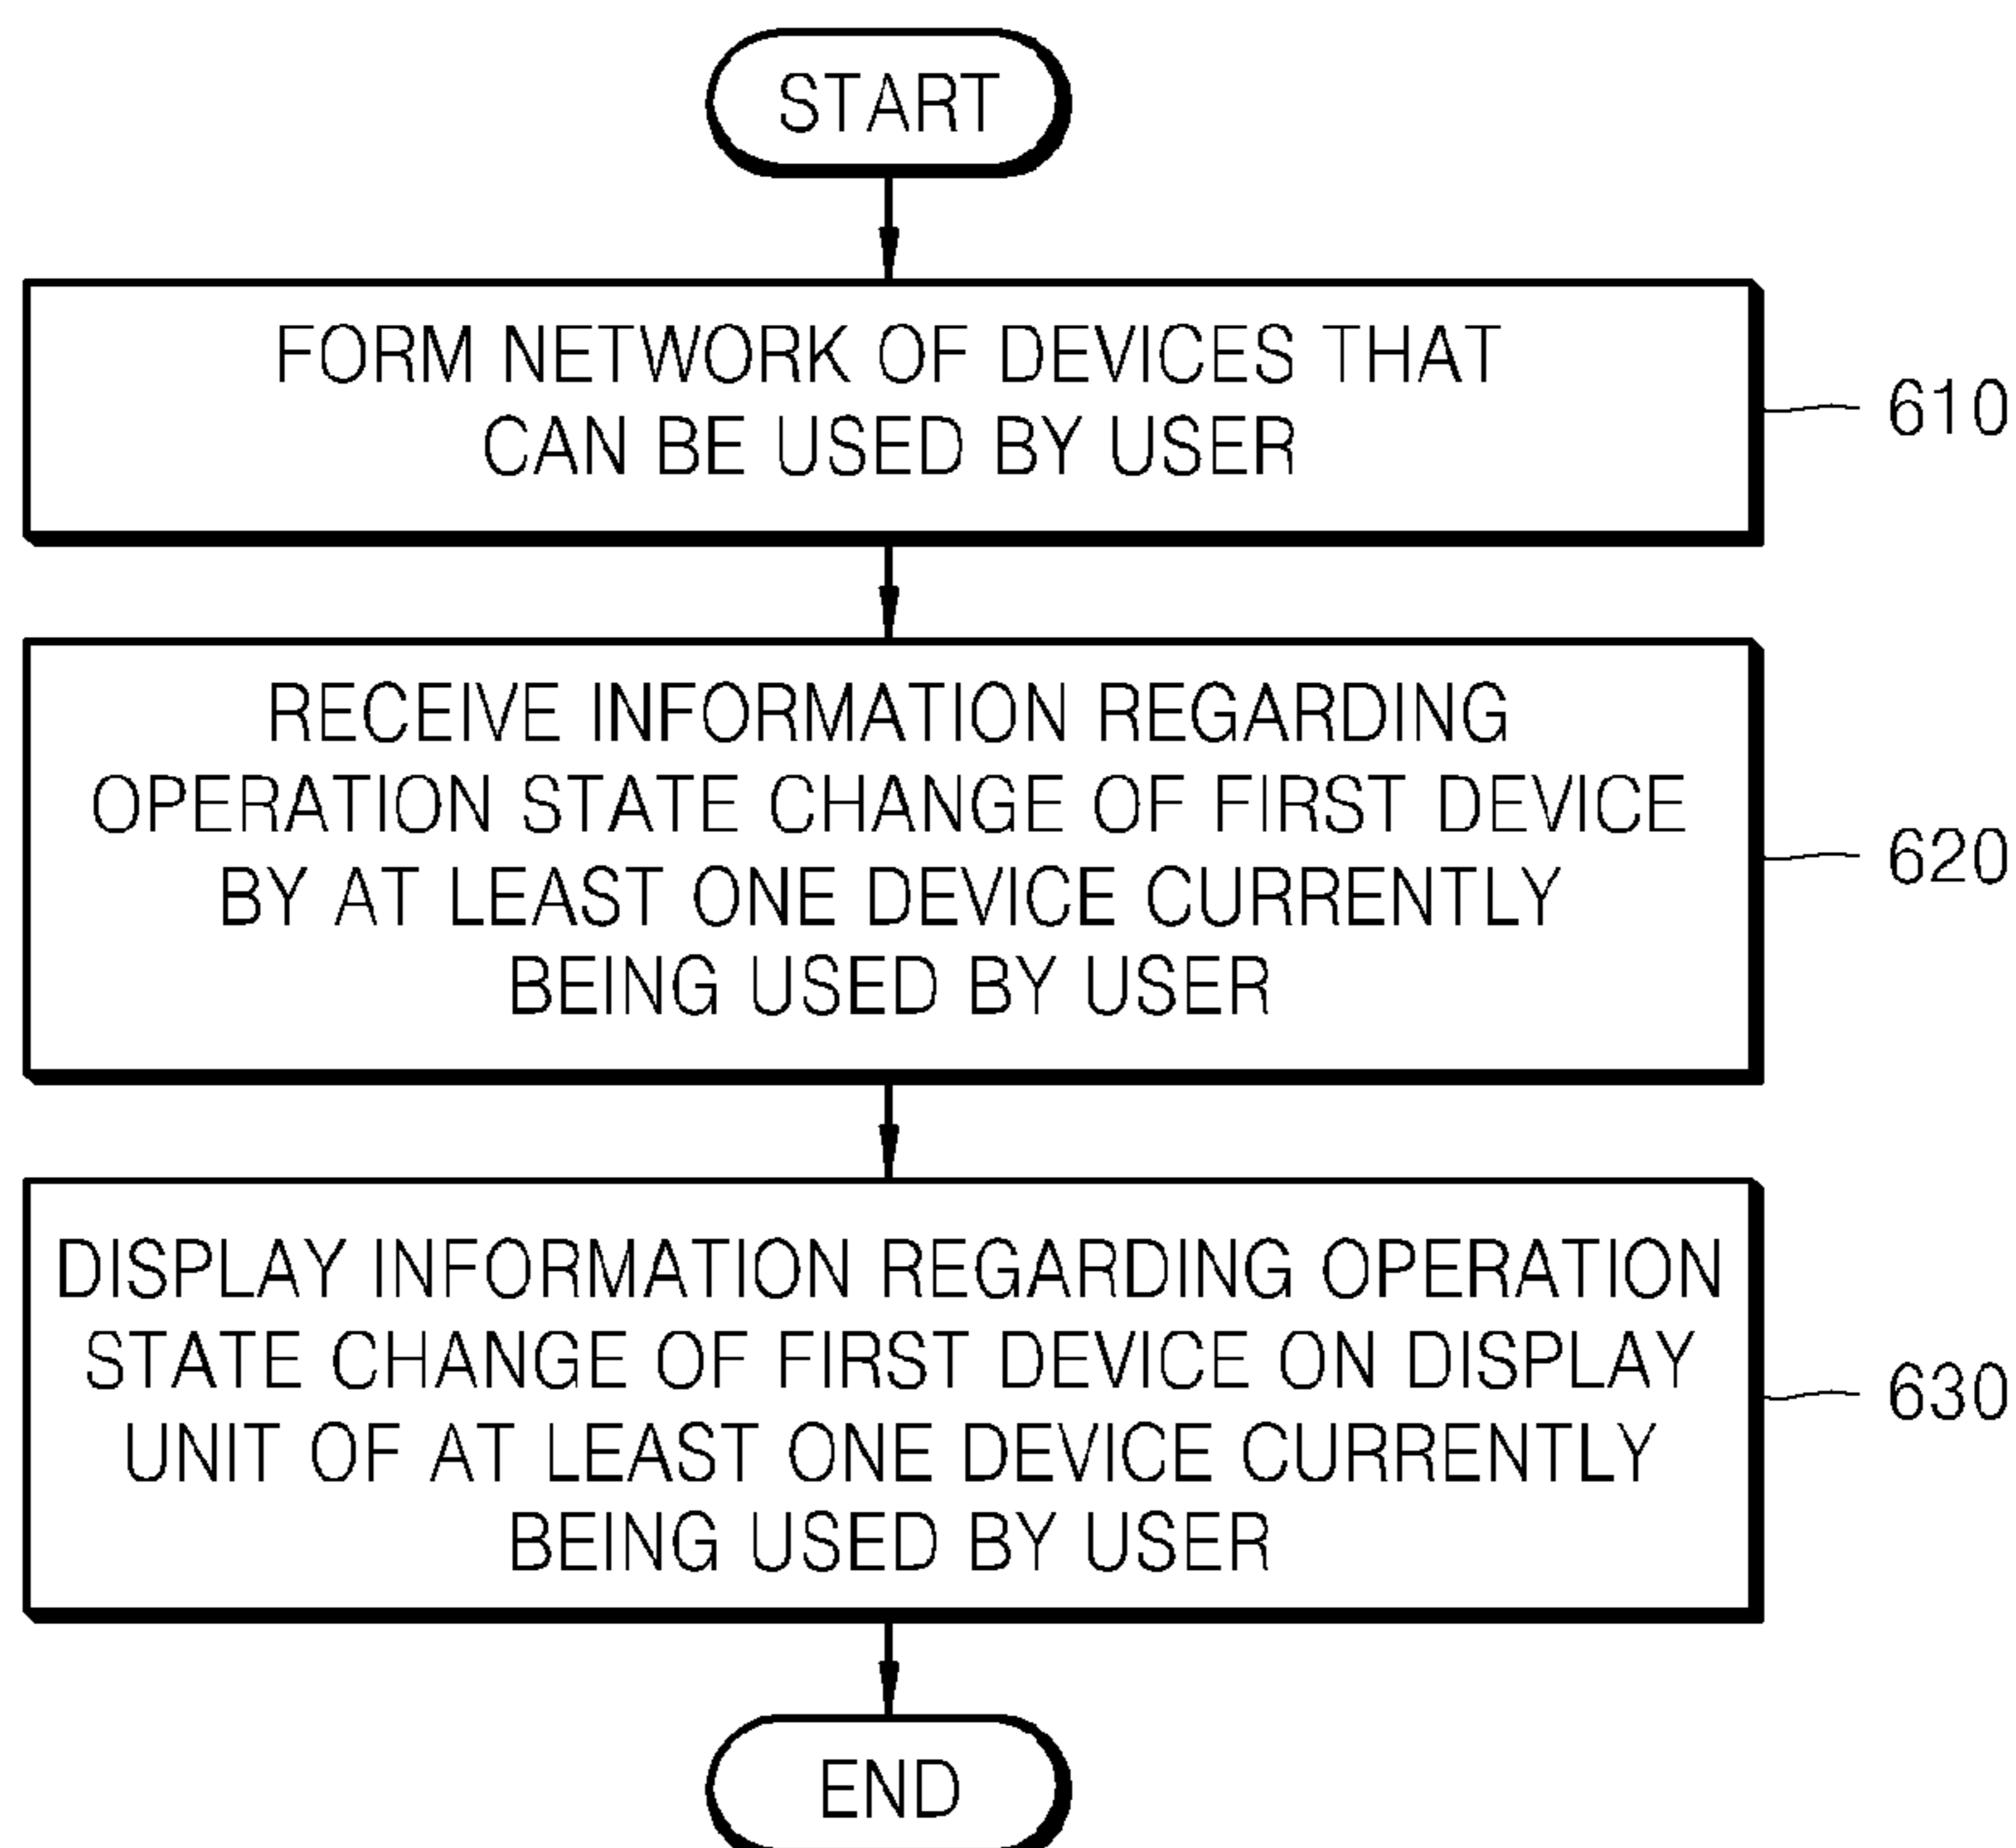 START
FORM NETWORK OF DEVICES THAT
CAN BE USED BY USER
610
RECEIVE INFORMATION REGARDING
OPERATION STATE CHANGE OF FIRST DEVICE
BY AT LEAST ONE DEVICE CURRENTLY
BEING USED BY USER
620
DISPLAY INFORMATION REGARDING OPERATION
STATE CHANGE OF FIRST DEVICE ON DISPLAY
UNIT OF AT LEAST ONE DEVICE CURRENTLY
BEING USED BY USER
630
END